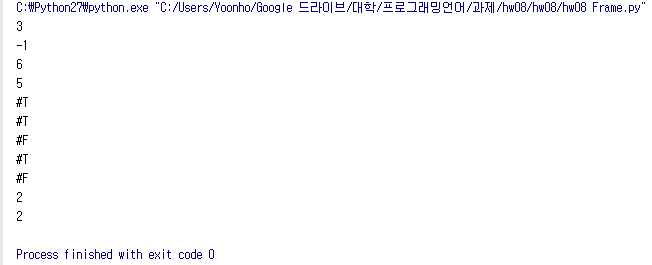 C:₩Python27₩python.exe "C:/Users/Yoonho/Google 드라이브/대학/프로그래밍언어/과제/hw08/hw08/hw08 Frame.py"
3
-1
6
5
#T
#T
#F
#T
#F
2
2
Process finished with exit code 0